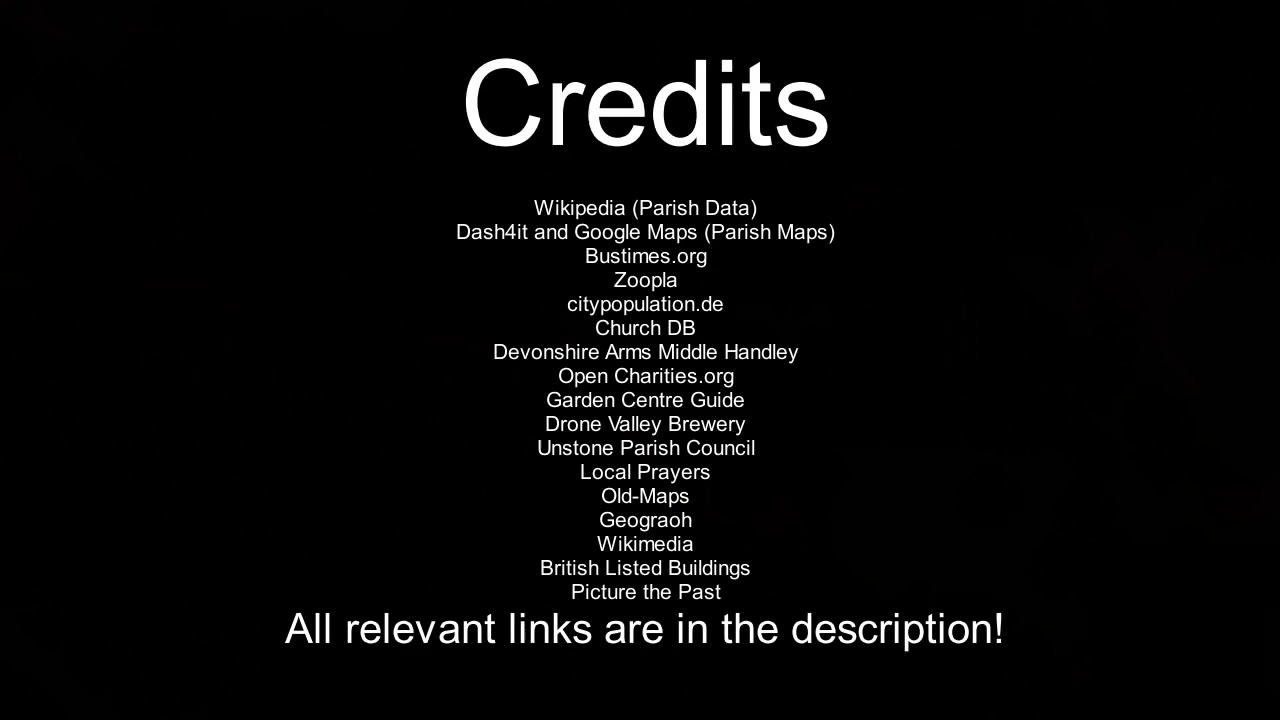 Credits
Wikipedia (Parish Data)
Dash4it and Google Maps (Parish Maps)
Bustimes.org
Zoopla
citypopulation.de
Church DB
Devonshire Arms Middle Handley
Open Charities.org
Garden Centre Guide
Drone Valley Brewery
Unstone Parish Council
Local Prayers
Old-Maps
Geograoh
Wikimedia
British Listed Buildings
Picture the Past
All relevant links are in the description!